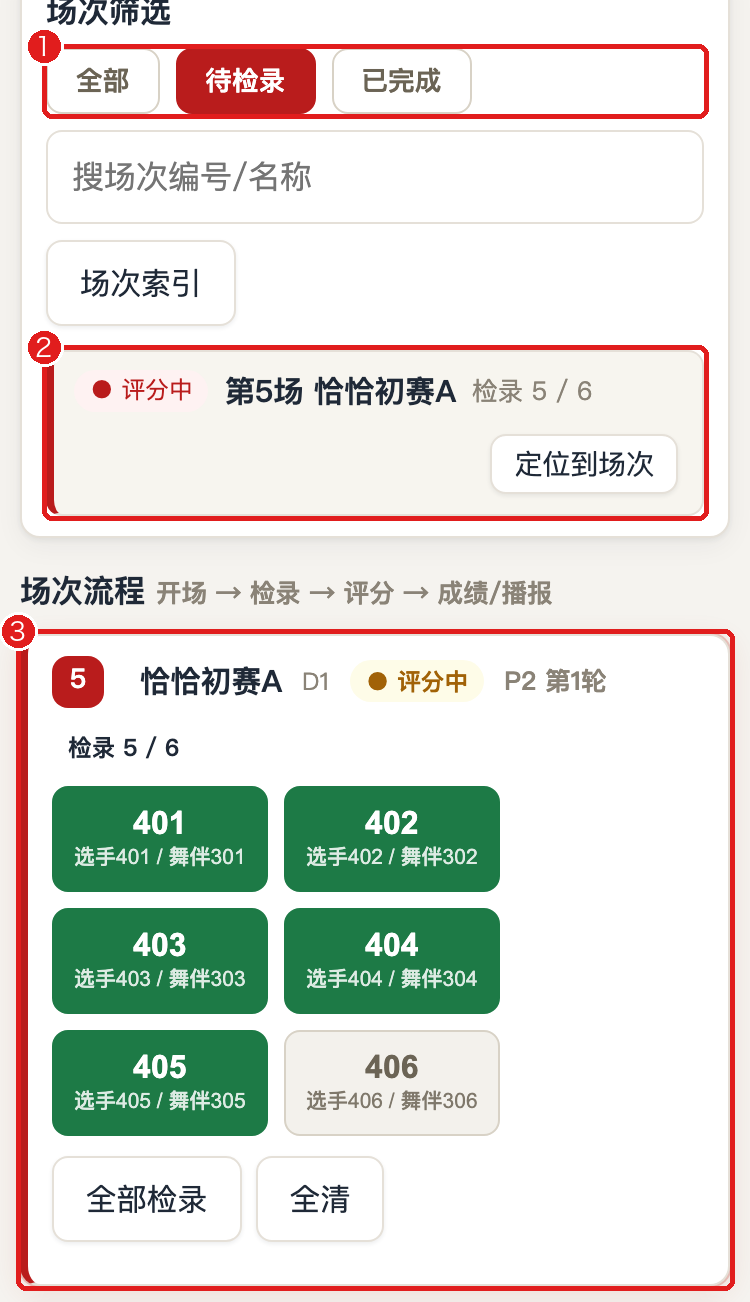 场次筛选
1
全部 待检录 已完成
搜场次编号/名称
场次索引
2
评分中 第5场 恰恰初赛A 检录 5 / 6
定位到场次
场次流程 开场 → 检录 → 评分 → 成绩/播报
3
5 恰恰初赛A D1 评分中 P2 第1轮
检录 5 / 6
401 402
选手401 / 舞伴301 选手402 / 舞伴302
403 404
选手403 / 舞伴303 选手404 / 舞伴304
405 406
选手405 / 舞伴305 选手406 / 舞伴306
全部检录 全清